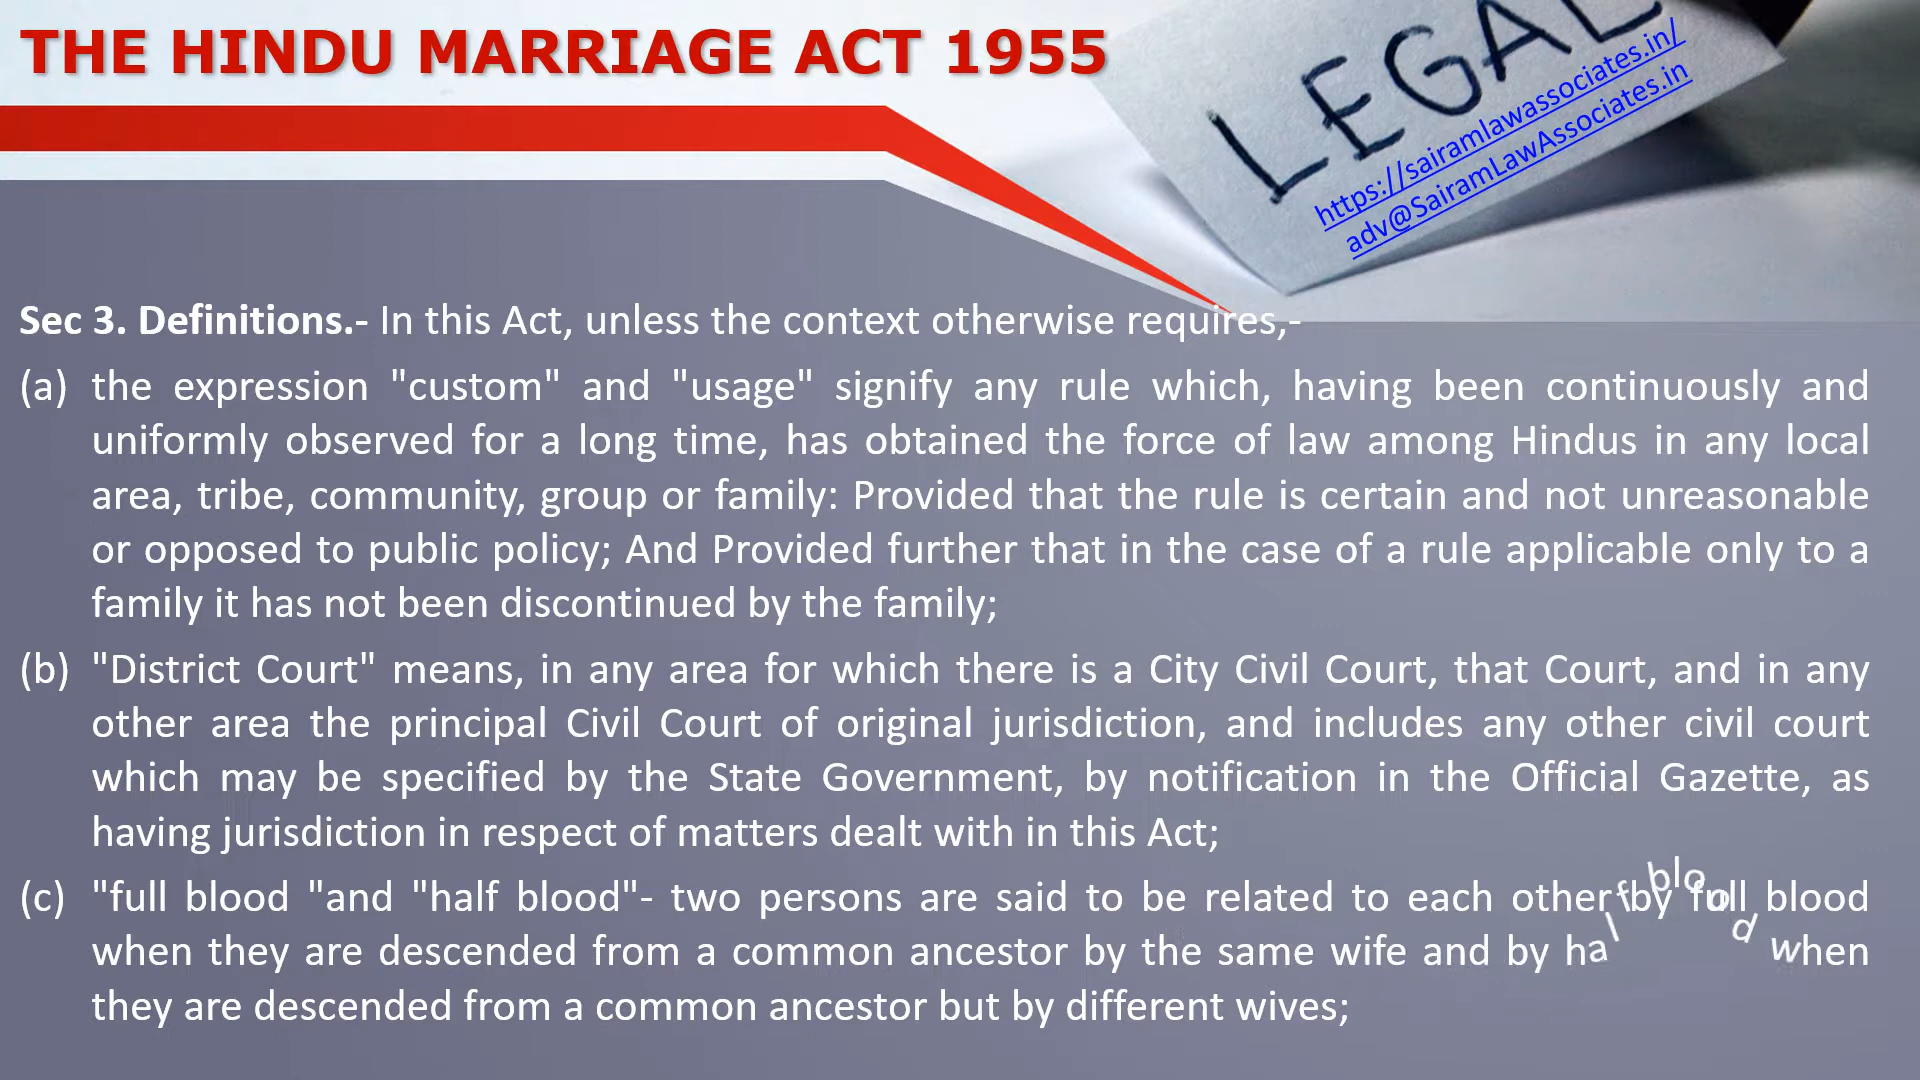 THE HINDU MARRIAGE ACT 1955
LEGAL
https://sairamlawassociates.in/
adv@SairamLawAssociates.in
Sec 3. Definitions.- In this Act, unless the context otherwise requires,-
(a) the expression "custom" and "usage" signify any rule which, having been continuously and
uniformly observed for a long time, has obtained the force of law among Hindus in any local
area, tribe, community, group or family: Provided that the rule is certain and not unreasonable
or opposed to public policy; And Provided further that in the case of a rule applicable only to a
family it has not been discontinued by the family;
(b) "District Court" means, in any area for which there is a City Civil Court, that Court, and in any
other area the principal Civil Court of original jurisdiction, and includes any other civil court
which may be specified by the State Government, by notification in the Official Gazette, as
having jurisdiction in respect of matters dealt with in this Act;
(c) "full blood "and "half blood"- two persons are said to be related to each other by full blood
when they are descended from a common ancestor by the same wife and by half blood when
they are descended from a common ancestor but by different wives;